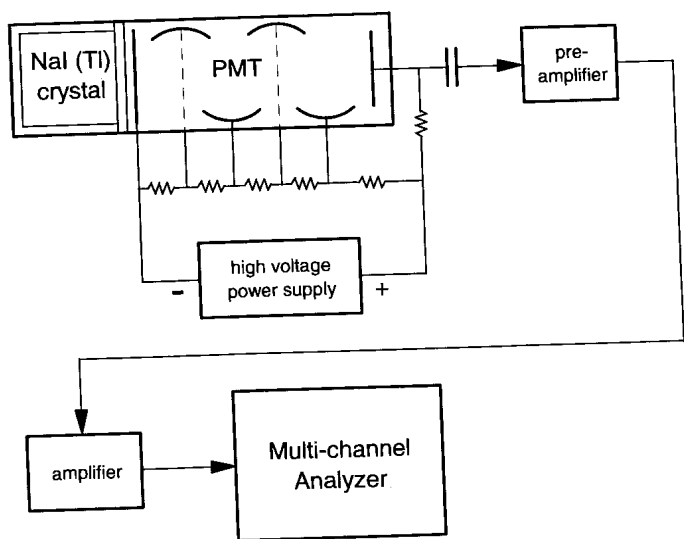 NaI (Tl)
crystal
PMT
pre-
amplifier
high voltage
power supply
-
+
amplifier
Multi-channel
Analyzer